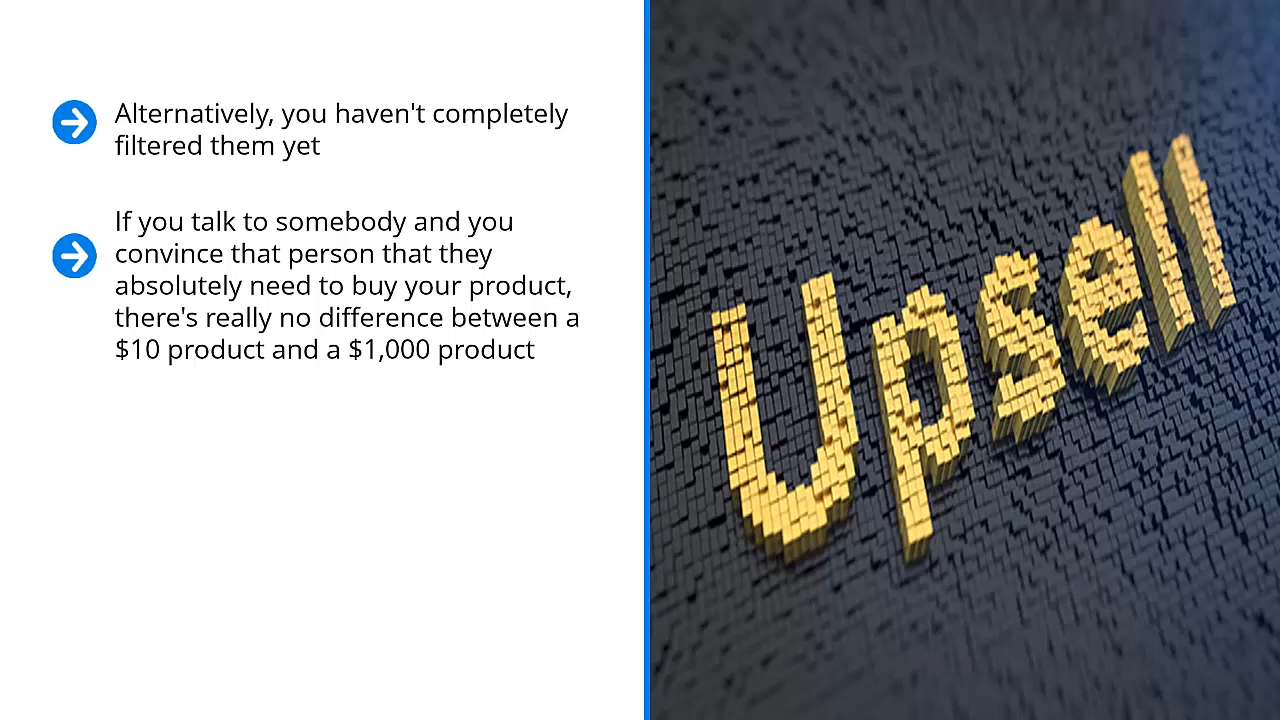 Alternatively, you haven't completely
filtered them yet
If you talk to somebody and you
convince that person that they
absolutely need to buy your product,
there's really no difference between a
$10 product and a $1,000 product
Upsell